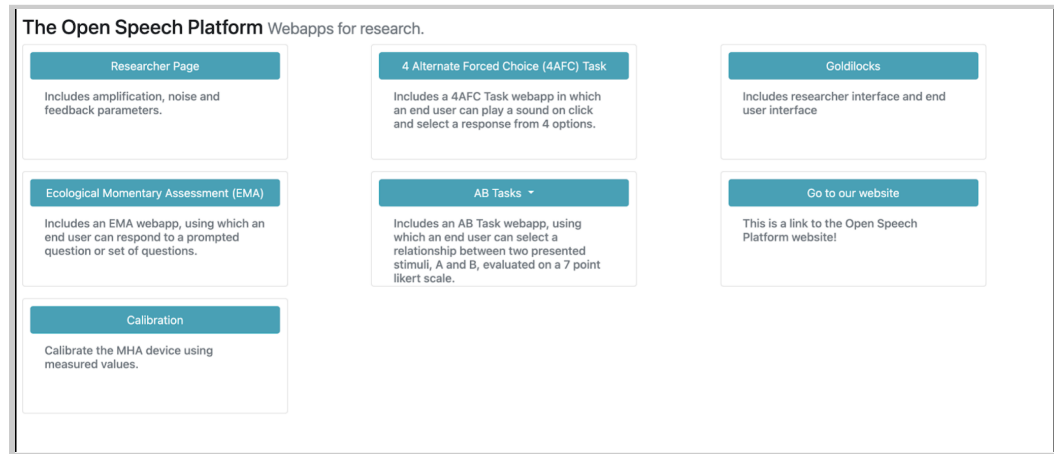 The Open Speech Platform Webapps for research.
Researcher Page
Includes amplification, noise and
feedback parameters.
4 Alternate Forced Choice (4AFC) Task
Includes a 4AFC Task webapp in which
an end user can play a sound on click
and select a response from 4 options.
Goldilocks
Includes researcher interface and end
user interface
Ecological Momentary Assessment (EMA)
Includes an EMA webapp, using which an
end user can respond to a prompted
question or set of questions.
AB Tasks
Includes an AB Task webapp, using
which an end user can select a
relationship between two presented
stimuli, A and B, evaluated on a 7 point
likert scale.
Go to our website
This is a link to the Open Speech
Platform website!
Calibration
Calibrate the MHA device using
measured values.